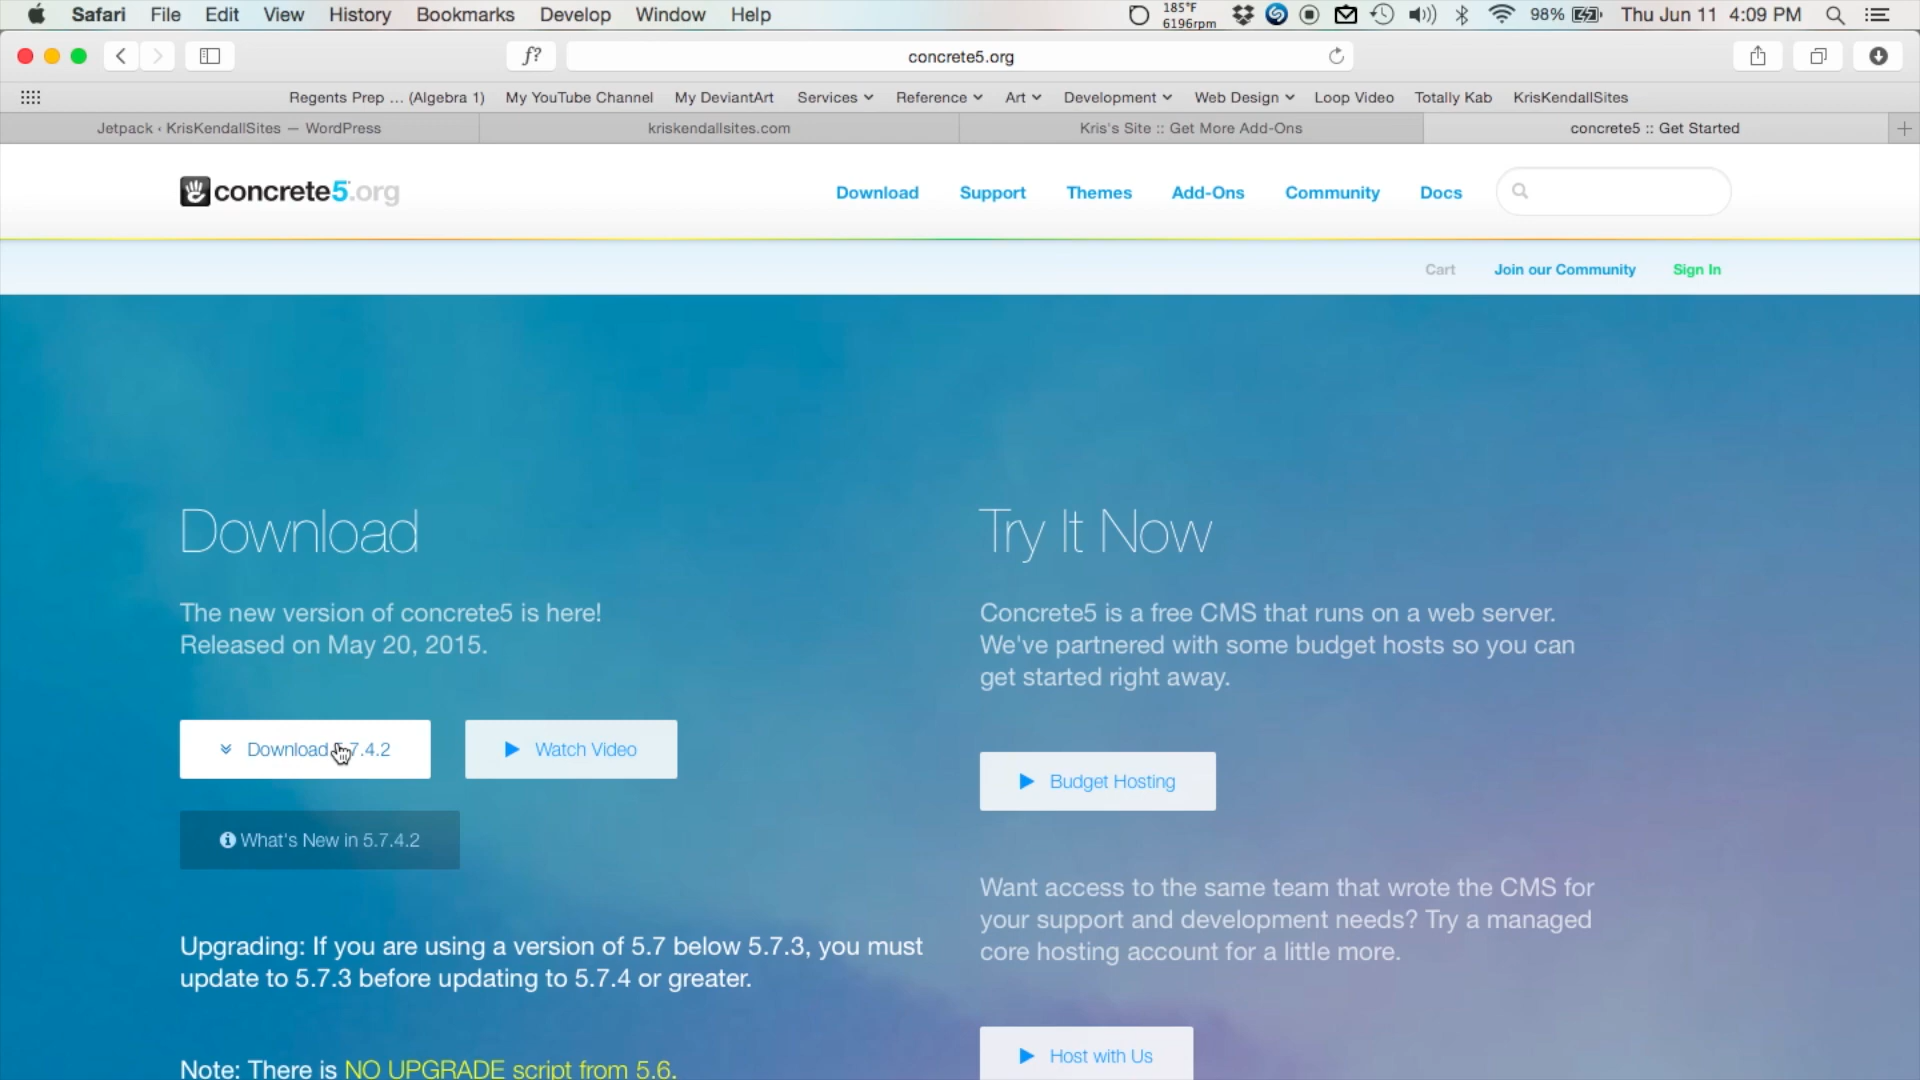 Safari File Edit View History Bookmarks Develop Window Help
185°F
6196rpm
98%
Thu Jun 11 4:09 PM
f?
concrete5.org
Regents Prep ... (Algebra 1) My YouTube Channel My DeviantArt Services Reference Art Development Web Design Loop Video Totally Kab KrisKendallSites
Jetpack ‹ KrisKendallSites — WordPress
kriskendallsites.com
Kris's Site :: Get More Add-Ons
concrete5 :: Get Started
concrete5.org
Download Support Themes Add-Ons Community Docs
Cart Join our Community Sign In
Download
The new version of concrete5 is here!
Released on May 20, 2015.
Download 5.7.4.2
Watch Video
What's New in 5.7.4.2
Upgrading: If you are using a version of 5.7 below 5.7.3, you must
update to 5.7.3 before updating to 5.7.4 or greater.
Note: There is NO UPGRADE script from 5.6.
Try It Now
Concrete5 is a free CMS that runs on a web server.
We've partnered with some budget hosts so you can
get started right away.
Budget Hosting
Want access to the same team that wrote the CMS for
your support and development needs? Try a managed
core hosting account for a little more.
Host with Us